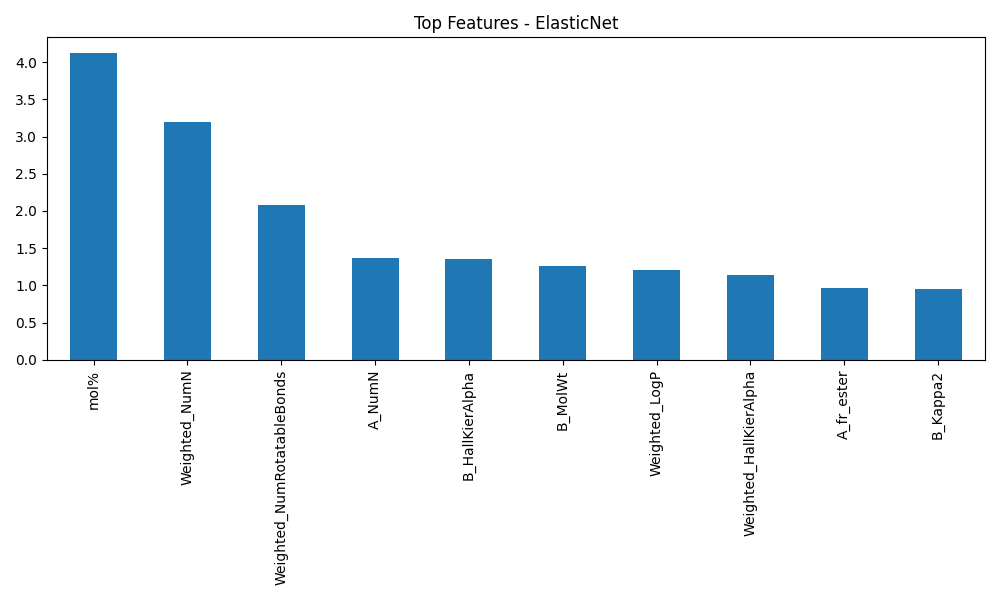 Top Features - ElasticNet
4.0
3.5
3.0
2.5
2.0
1.5
1.0
0.5
0.0
mol%
Weighted_NumN
Weighted_NumRotatableBonds
A_NumN
B_HallKierAlpha
B_MolWt
Weighted_LogP
Weighted_HallKierAlpha
A_fr_ester
B_Kappa2